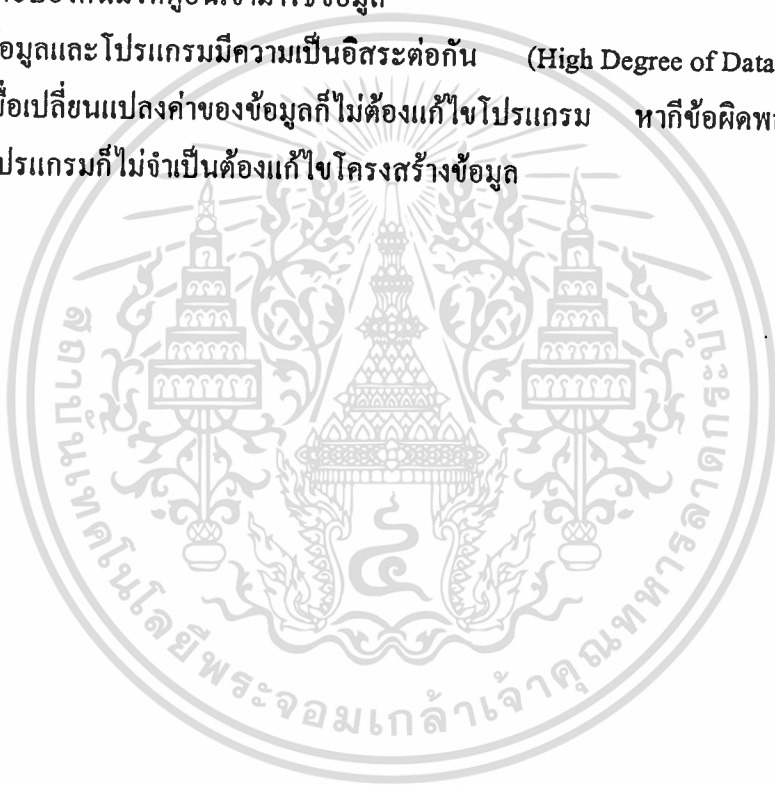 ข้อมูลและโปรแกรมมีความเป็นอิสระต่อกัน (High Degree of Data
เมื่อเปลี่ยนแปลงค่าของข้อมูลก็ไม่ต้องแก้ไขโปรแกรม หากีข้อผิดพ
โปรแกรมก็ไม่จำเป็นต้องแก้ไขโครงสร้างข้อมูล
สถาบันเทคโนโลยีพระจอมเกล้าเจ้าคุณทหารลาดกระบัง